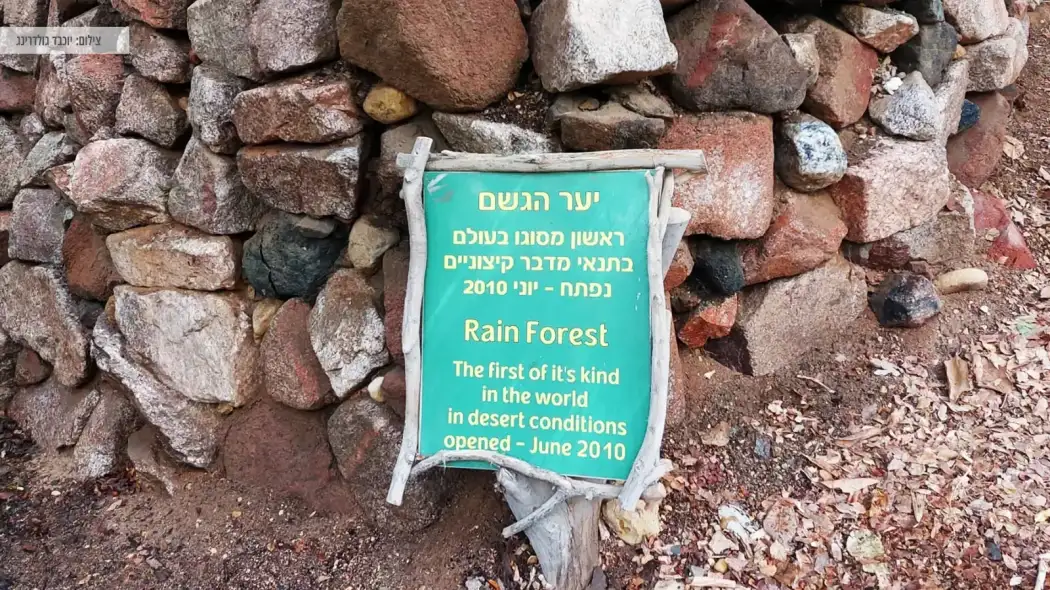 צילום: יוכבד גולדרינג
יער הגשם
ראשון מסוגו בעולם
בתנאי מדבר קיצוניים
נפתח - יוני 2010
Rain Forest
The first of it's kind
in the world
in desert conditions
opened - June 2010